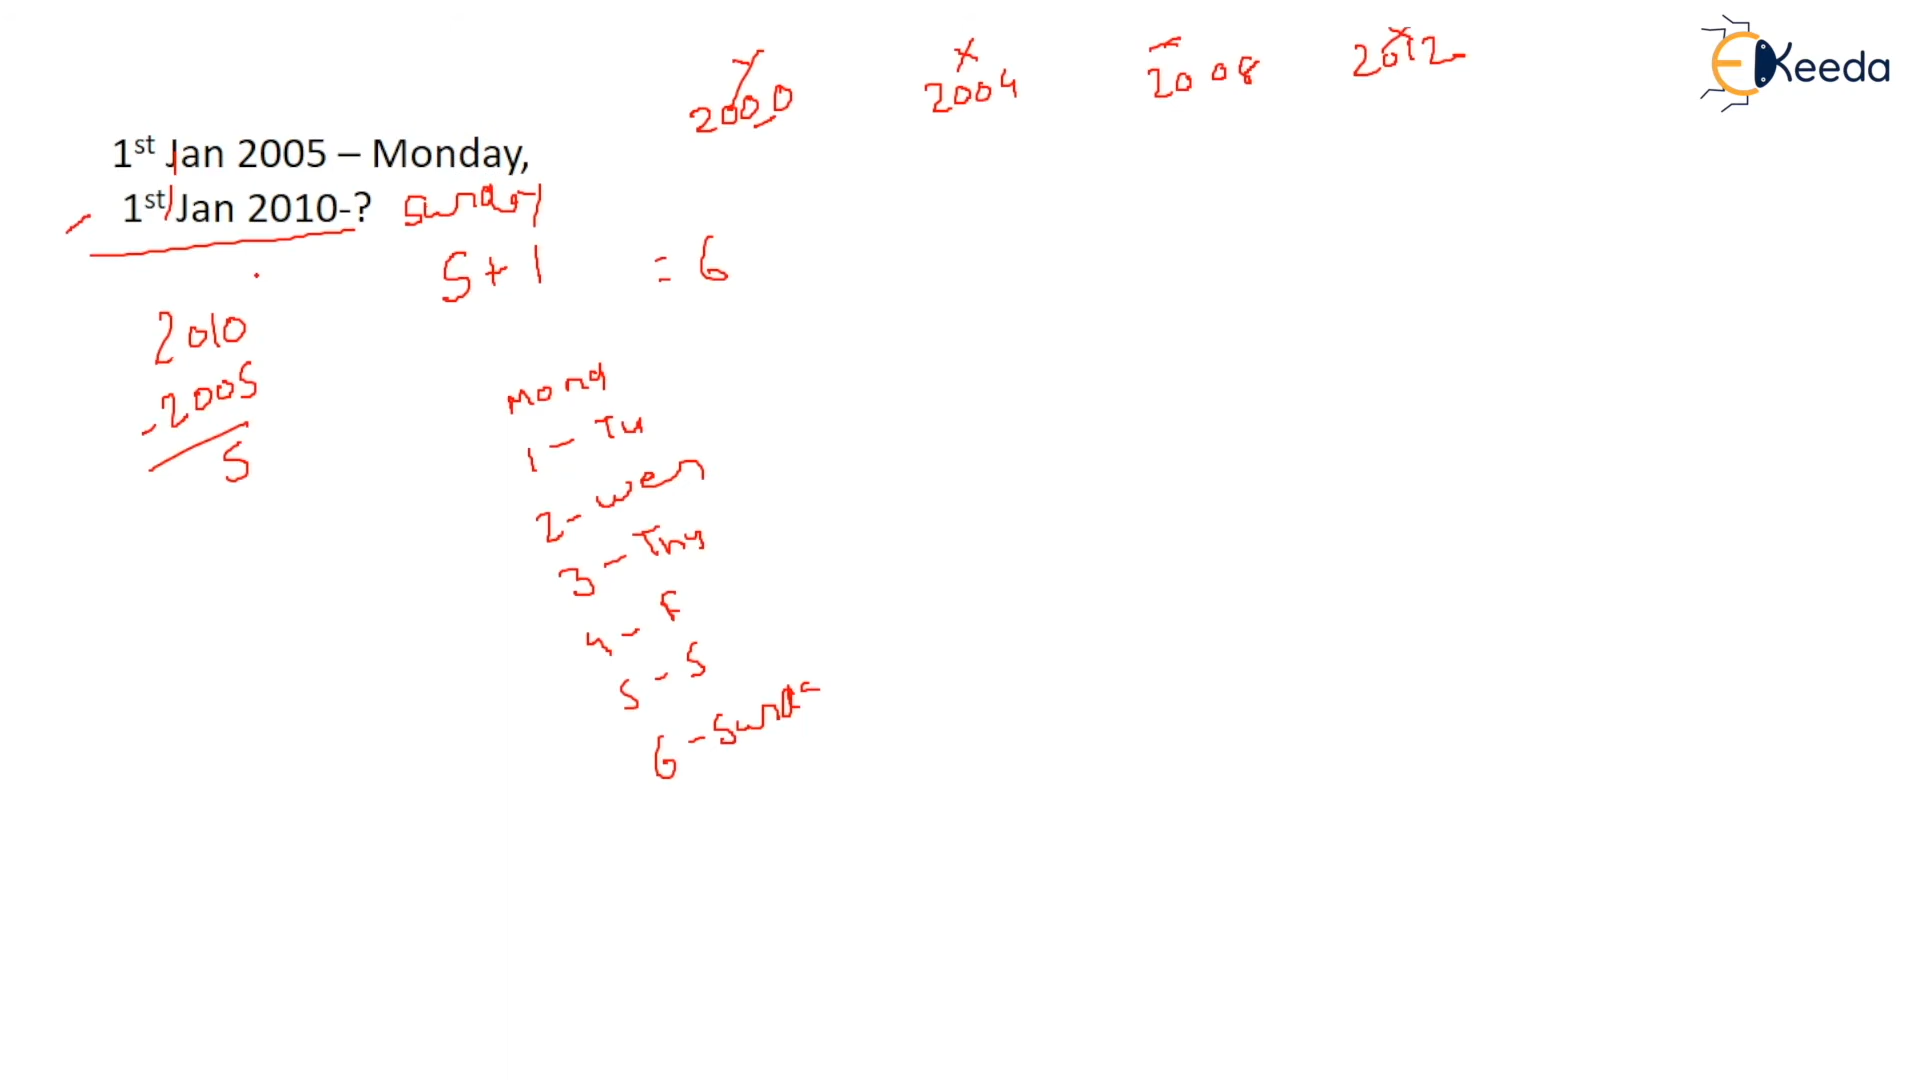 2000 2004 2008 2012
EKeeda
1st Jan 2005 – Monday,
1st Jan 2010-? Sunday
5+1 = 6
2010
-2005
5
Mond
1 - Tu
2 - Wen
3 - Thu
4 - F
5 - S
6 - Sunda